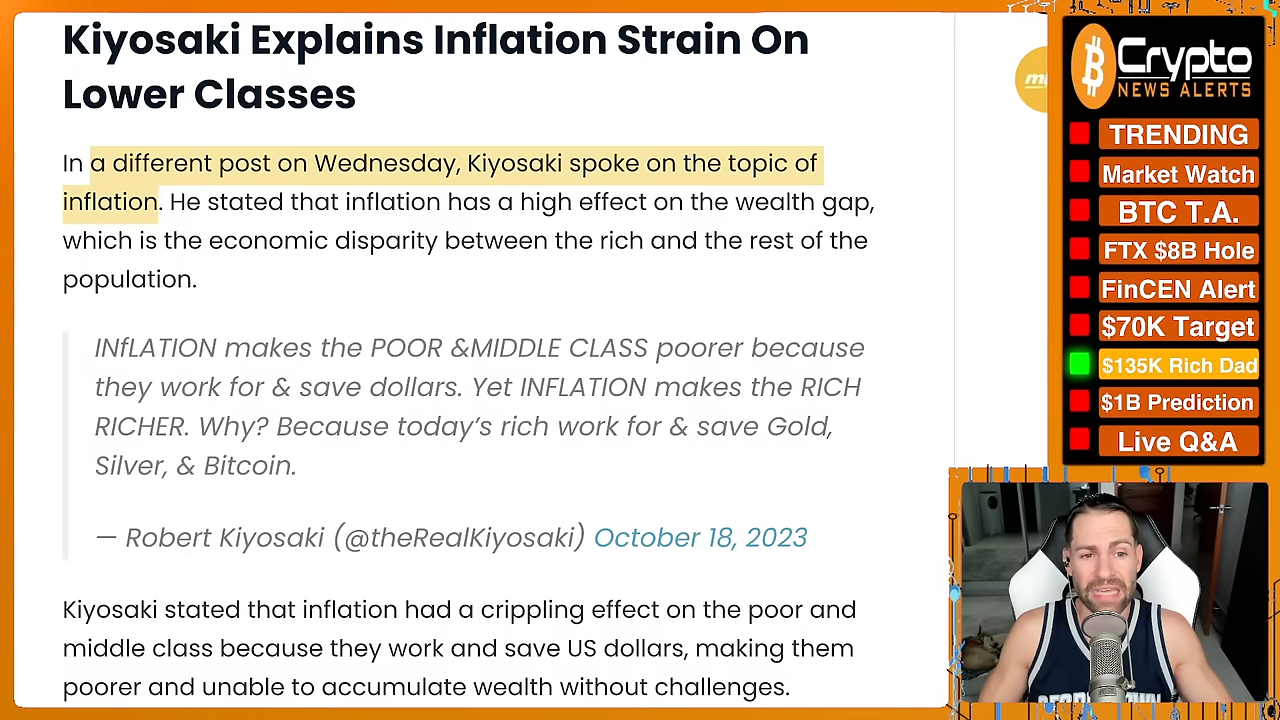 Kiyosaki Explains Inflation Strain On
Lower Classes
In a different post on Wednesday, Kiyosaki spoke on the topic of
inflation. He stated that inflation has a high effect on the wealth gap,
which is the economic disparity between the rich and the rest of the
population.
INfLATION makes the POOR &MIDDLE CLASS poorer because
they work for & save dollars. Yet INFLATION makes the RICH
RICHER. Why? Because today’s rich work for & save Gold,
Silver, & Bitcoin.
— Robert Kiyosaki (@theRealKiyosaki) October 18, 2023
Kiyosaki stated that inflation had a crippling effect on the poor and
middle class because they work and save US dollars, making them
poorer and unable to accumulate wealth without challenges.
Crypto
NEWS ALERTS
TRENDING
Market Watch
BTC T.A.
FTX $8B Hole
FinCEN Alert
$70K Target
$135K Rich Dad
$1B Prediction
Live Q&A